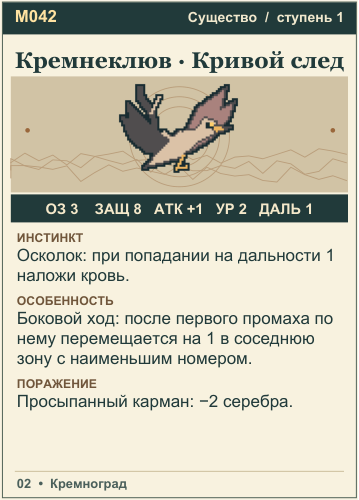 M042
Существо / ступень 1
Кремнеклюв · Кривой след
ОЗ 3 ЗАЩ 8 АТК +1 УР 2 ДАЛЬ 1
ИНСТИНКТ
Осколок: при попадании на дальности 1
наложи кровь.
ОСОБЕННОСТЬ
Боковой ход: после первого промаха по
нему перемещается на 1 в соседнюю
зону с наименьшим номером.
ПОРАЖЕНИЕ
Просыпанный карман: −2 серебра.
02 • Кремноград